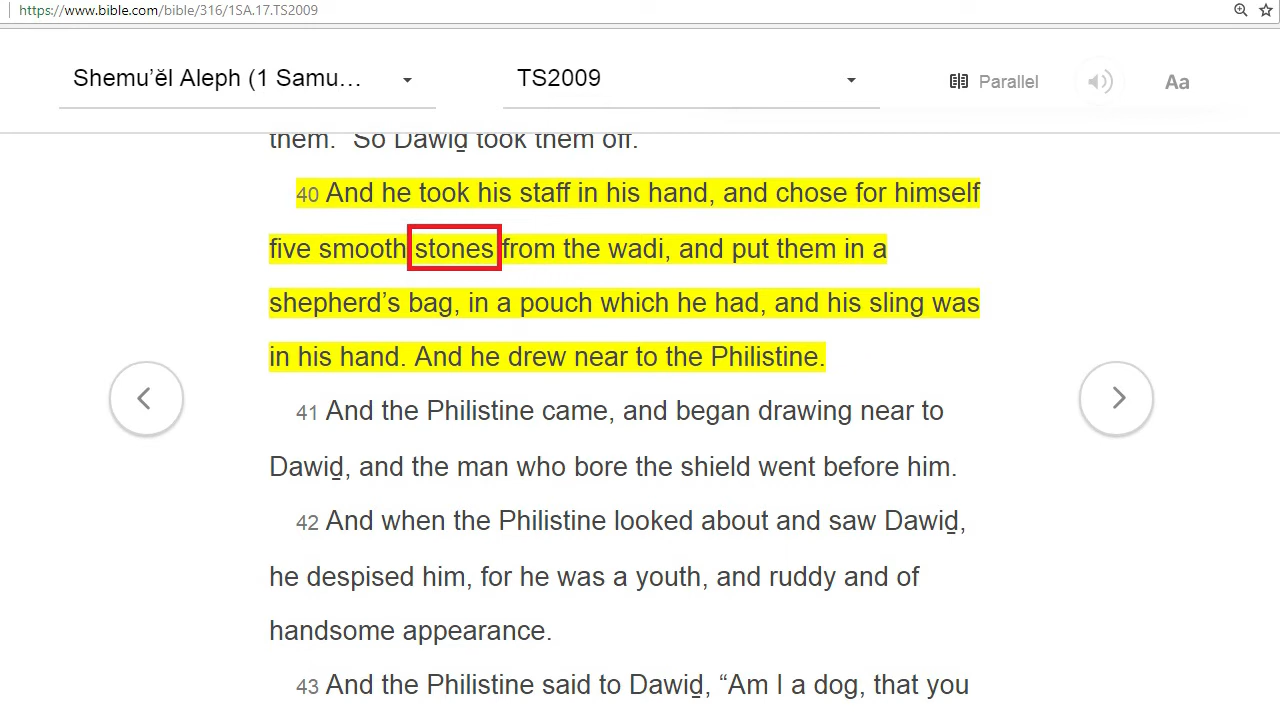 https://www.bible.com/bible/316/1SA.17.TS2009
Shemu’ĕl Aleph (1 Samu…
TS2009
Parallel
Aa
them.” So Dawiḏ took them off.
40 And he took his staff in his hand, and chose for himself
five smooth stones from the wadi, and put them in a
shepherd’s bag, in a pouch which he had, and his sling was
in his hand. And he drew near to the Philistine.
41 And the Philistine came, and began drawing near to
Dawiḏ, and the man who bore the shield went before him.
42 And when the Philistine looked about and saw Dawiḏ,
he despised him, for he was a youth, and ruddy and of
handsome appearance.
43 And the Philistine said to Dawiḏ, “Am I a dog, that you